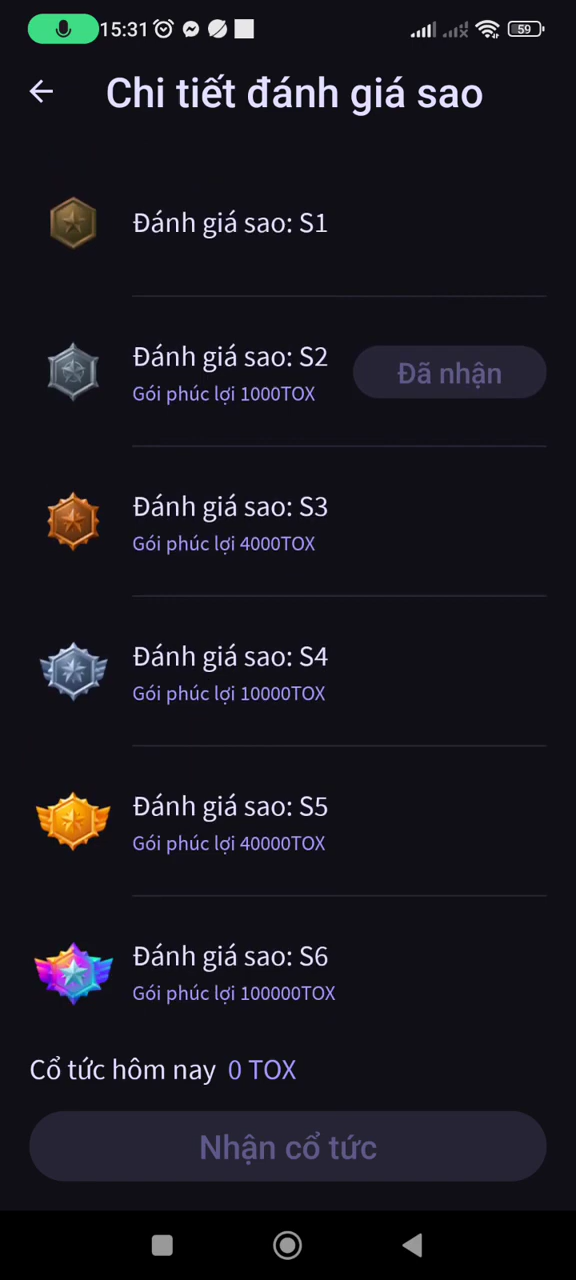 15:31
59
Chi tiết đánh giá sao
Đánh giá sao: S1
Đánh giá sao: S2
Gói phúc lợi 1000TOX
Đã nhận
Đánh giá sao: S3
Gói phúc lợi 4000TOX
Đánh giá sao: S4
Gói phúc lợi 10000TOX
Đánh giá sao: S5
Gói phúc lợi 40000TOX
Đánh giá sao: S6
Gói phúc lợi 100000TOX
Cổ tức hôm nay 0 TOX
Nhận cổ tức